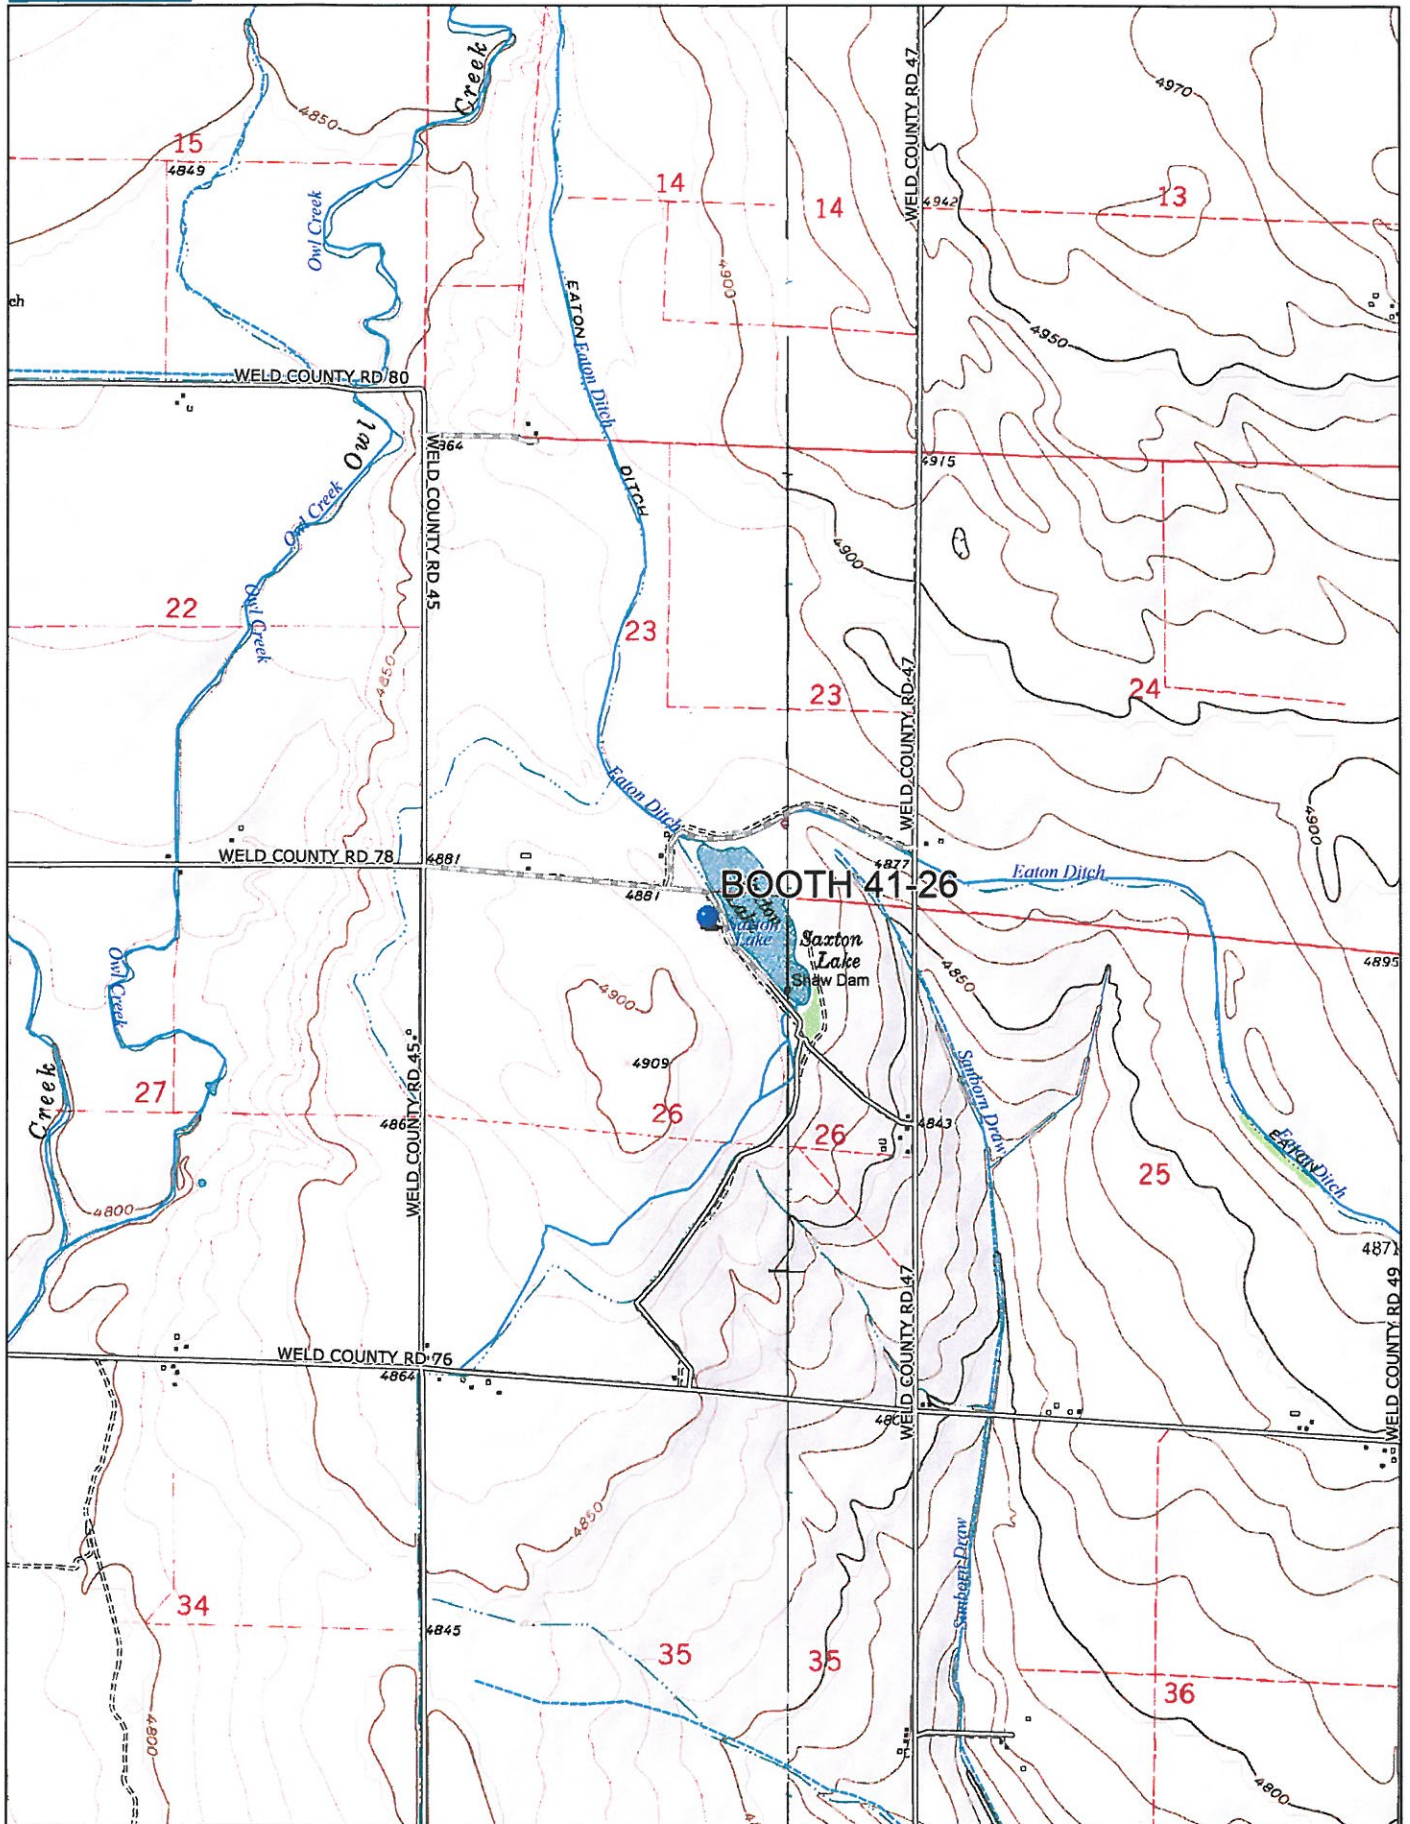 Creek
WELD COUNTY RD 47
4970
4850
15
4849
14
14
13
4942
Owl Creek
4900
ch
EATON
Eaton Ditch
4950
WELD COUNTY RD 80
Owl
WELD COUNTY RD 45
4915
DITCH
Owl Creek
4900
22
Owl Creek
23
4850
23
24
WELD COUNTY RD 47
Eaton Ditch
4900
WELD COUNTY RD 78
4881
4877
Eaton Ditch
4881
BOOTH 41-26
Lake
Saxton
Lake
Shaw Dam
4895
4850
Owl Creek
4900
4909
WELD COUNTY RD 45
Creek
27
26
26
4843
Sanborn Draw
25
EATON
Eaton Ditch
4800
4871
WELD COUNTY RD 47
WELD COUNTY RD 49
WELD COUNTY RD 76
4864
4850
Sanborn Draw
34
4845
35
35
36
4800
4800